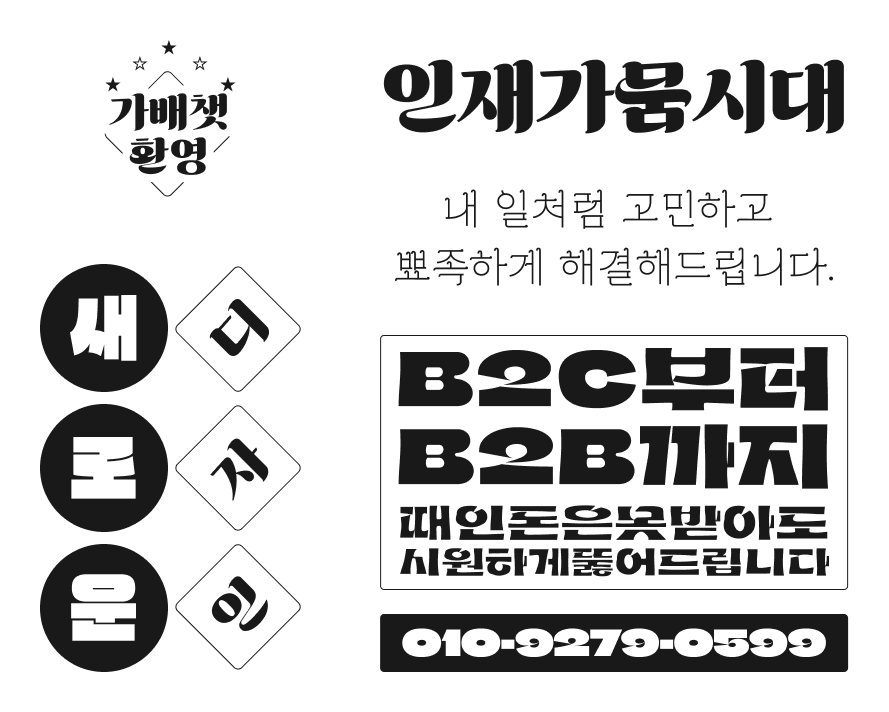 가배챗
환영
인재가뭄시대
내 일처럼 고민하고
뾰족하게 해결해드립니다.
새로운
디자인
B2C부터
B2B까지
때인돈은못받아도
시원하게뚫어드립니다
010-9279-0599